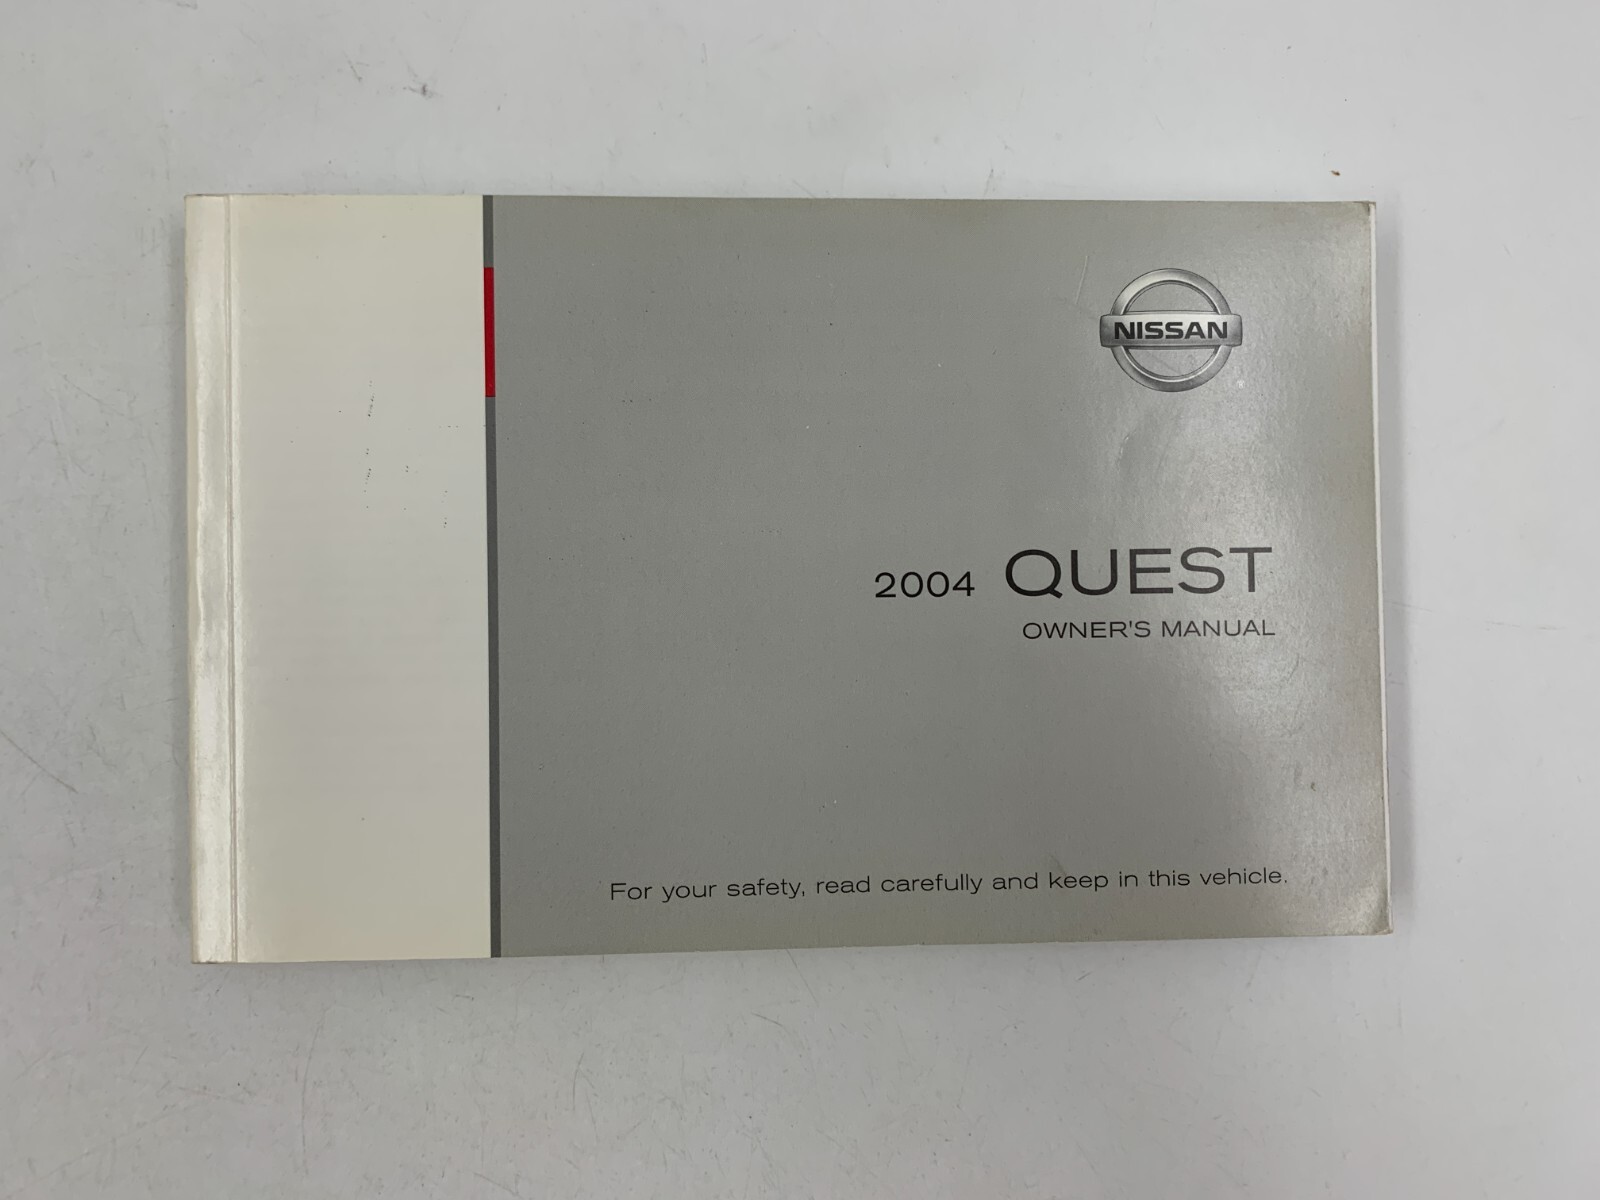 NISSAN
2004 QUEST
OWNER'S MANUAL
For your safety, read carefully and keep in this vehicle.